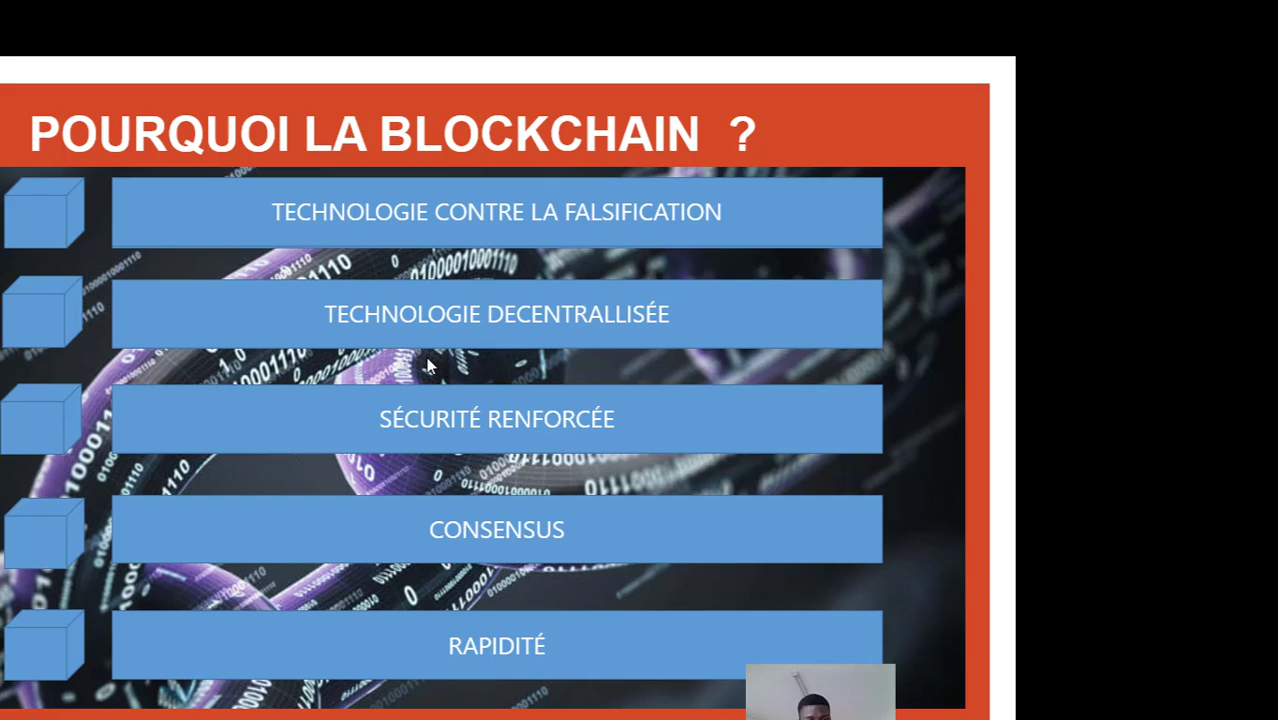 POURQUOI LA BLOCKCHAIN ?
TECHNOLOGIE CONTRE LA FALSIFICATION
TECHNOLOGIE DECENTRALLISÉE
SÉCURITÉ RENFORCÉE
CONSENSUS
RAPIDITÉ